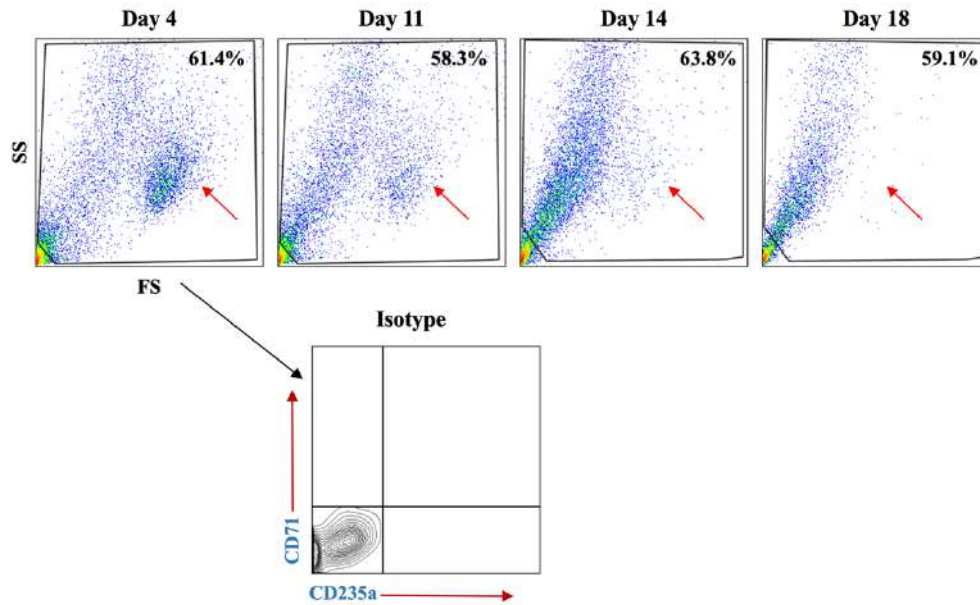 Day 4
Day 11
Day 14
Day 18
61.4%
58.3%
63.8%
59.1%
SS
FS
Isotype
CD71
CD235a